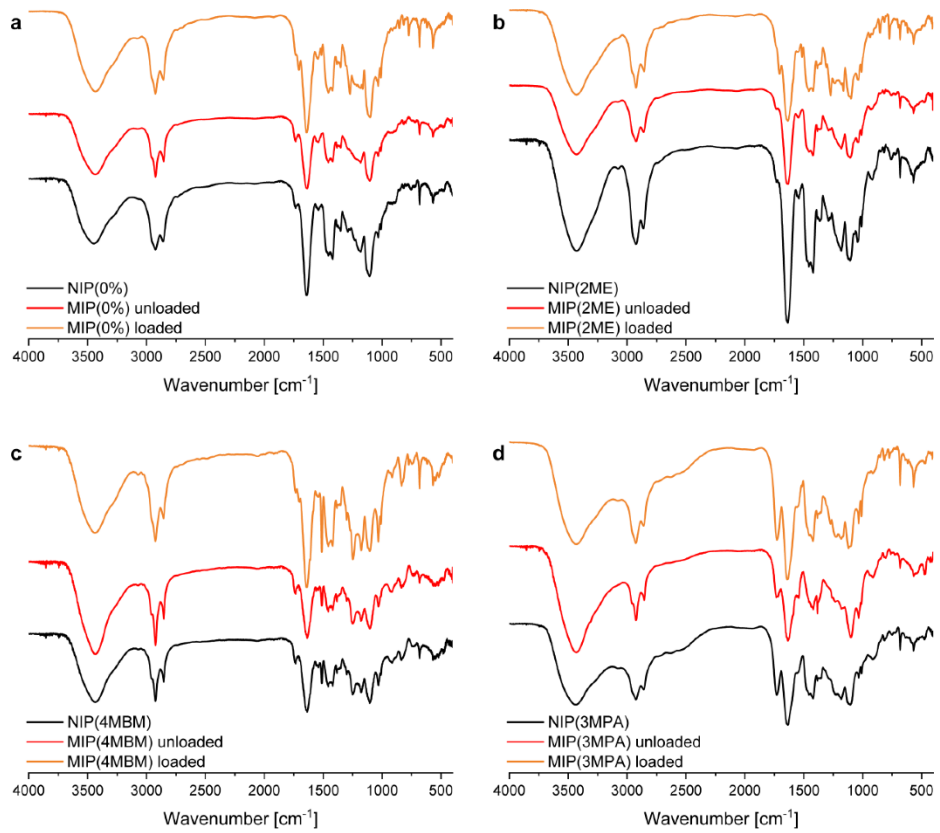 a
NIP(0%)
MIP(0%) unloaded
MIP(0%) loaded
4000 3500 3000 2500 2000 1500 1000 500
Wavenumber [cm⁻¹]
b
NIP(2ME)
MIP(2ME) unloaded
MIP(2ME) loaded
4000 3500 3000 2500 2000 1500 1000 500
Wavenumber [cm⁻¹]
c
NIP(4MBM)
MIP(4MBM) unloaded
MIP(4MBM) loaded
4000 3500 3000 2500 2000 1500 1000 500
Wavenumber [cm⁻¹]
d
NIP(3MPA)
MIP(3MPA) unloaded
MIP(3MPA) loaded
4000 3500 3000 2500 2000 1500 1000 500
Wavenumber [cm⁻¹]